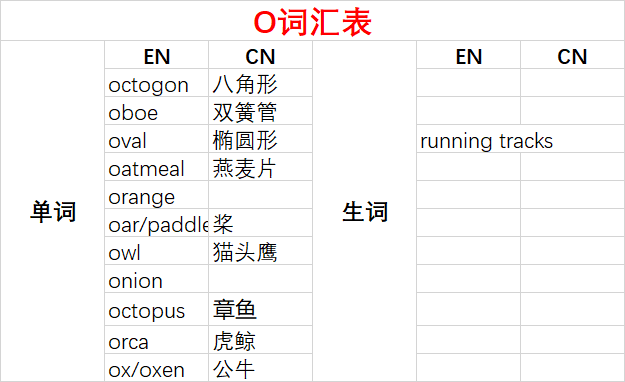 O词汇表
EN CN EN CN
单词
生词
octogon 八角形
oboe 双簧管
oval 椭圆形 running tracks
oatmeal 燕麦片
orange
oar/paddle 桨
owl 猫头鹰
onion
octopus 章鱼
orca 虎鲸
ox/oxen 公牛